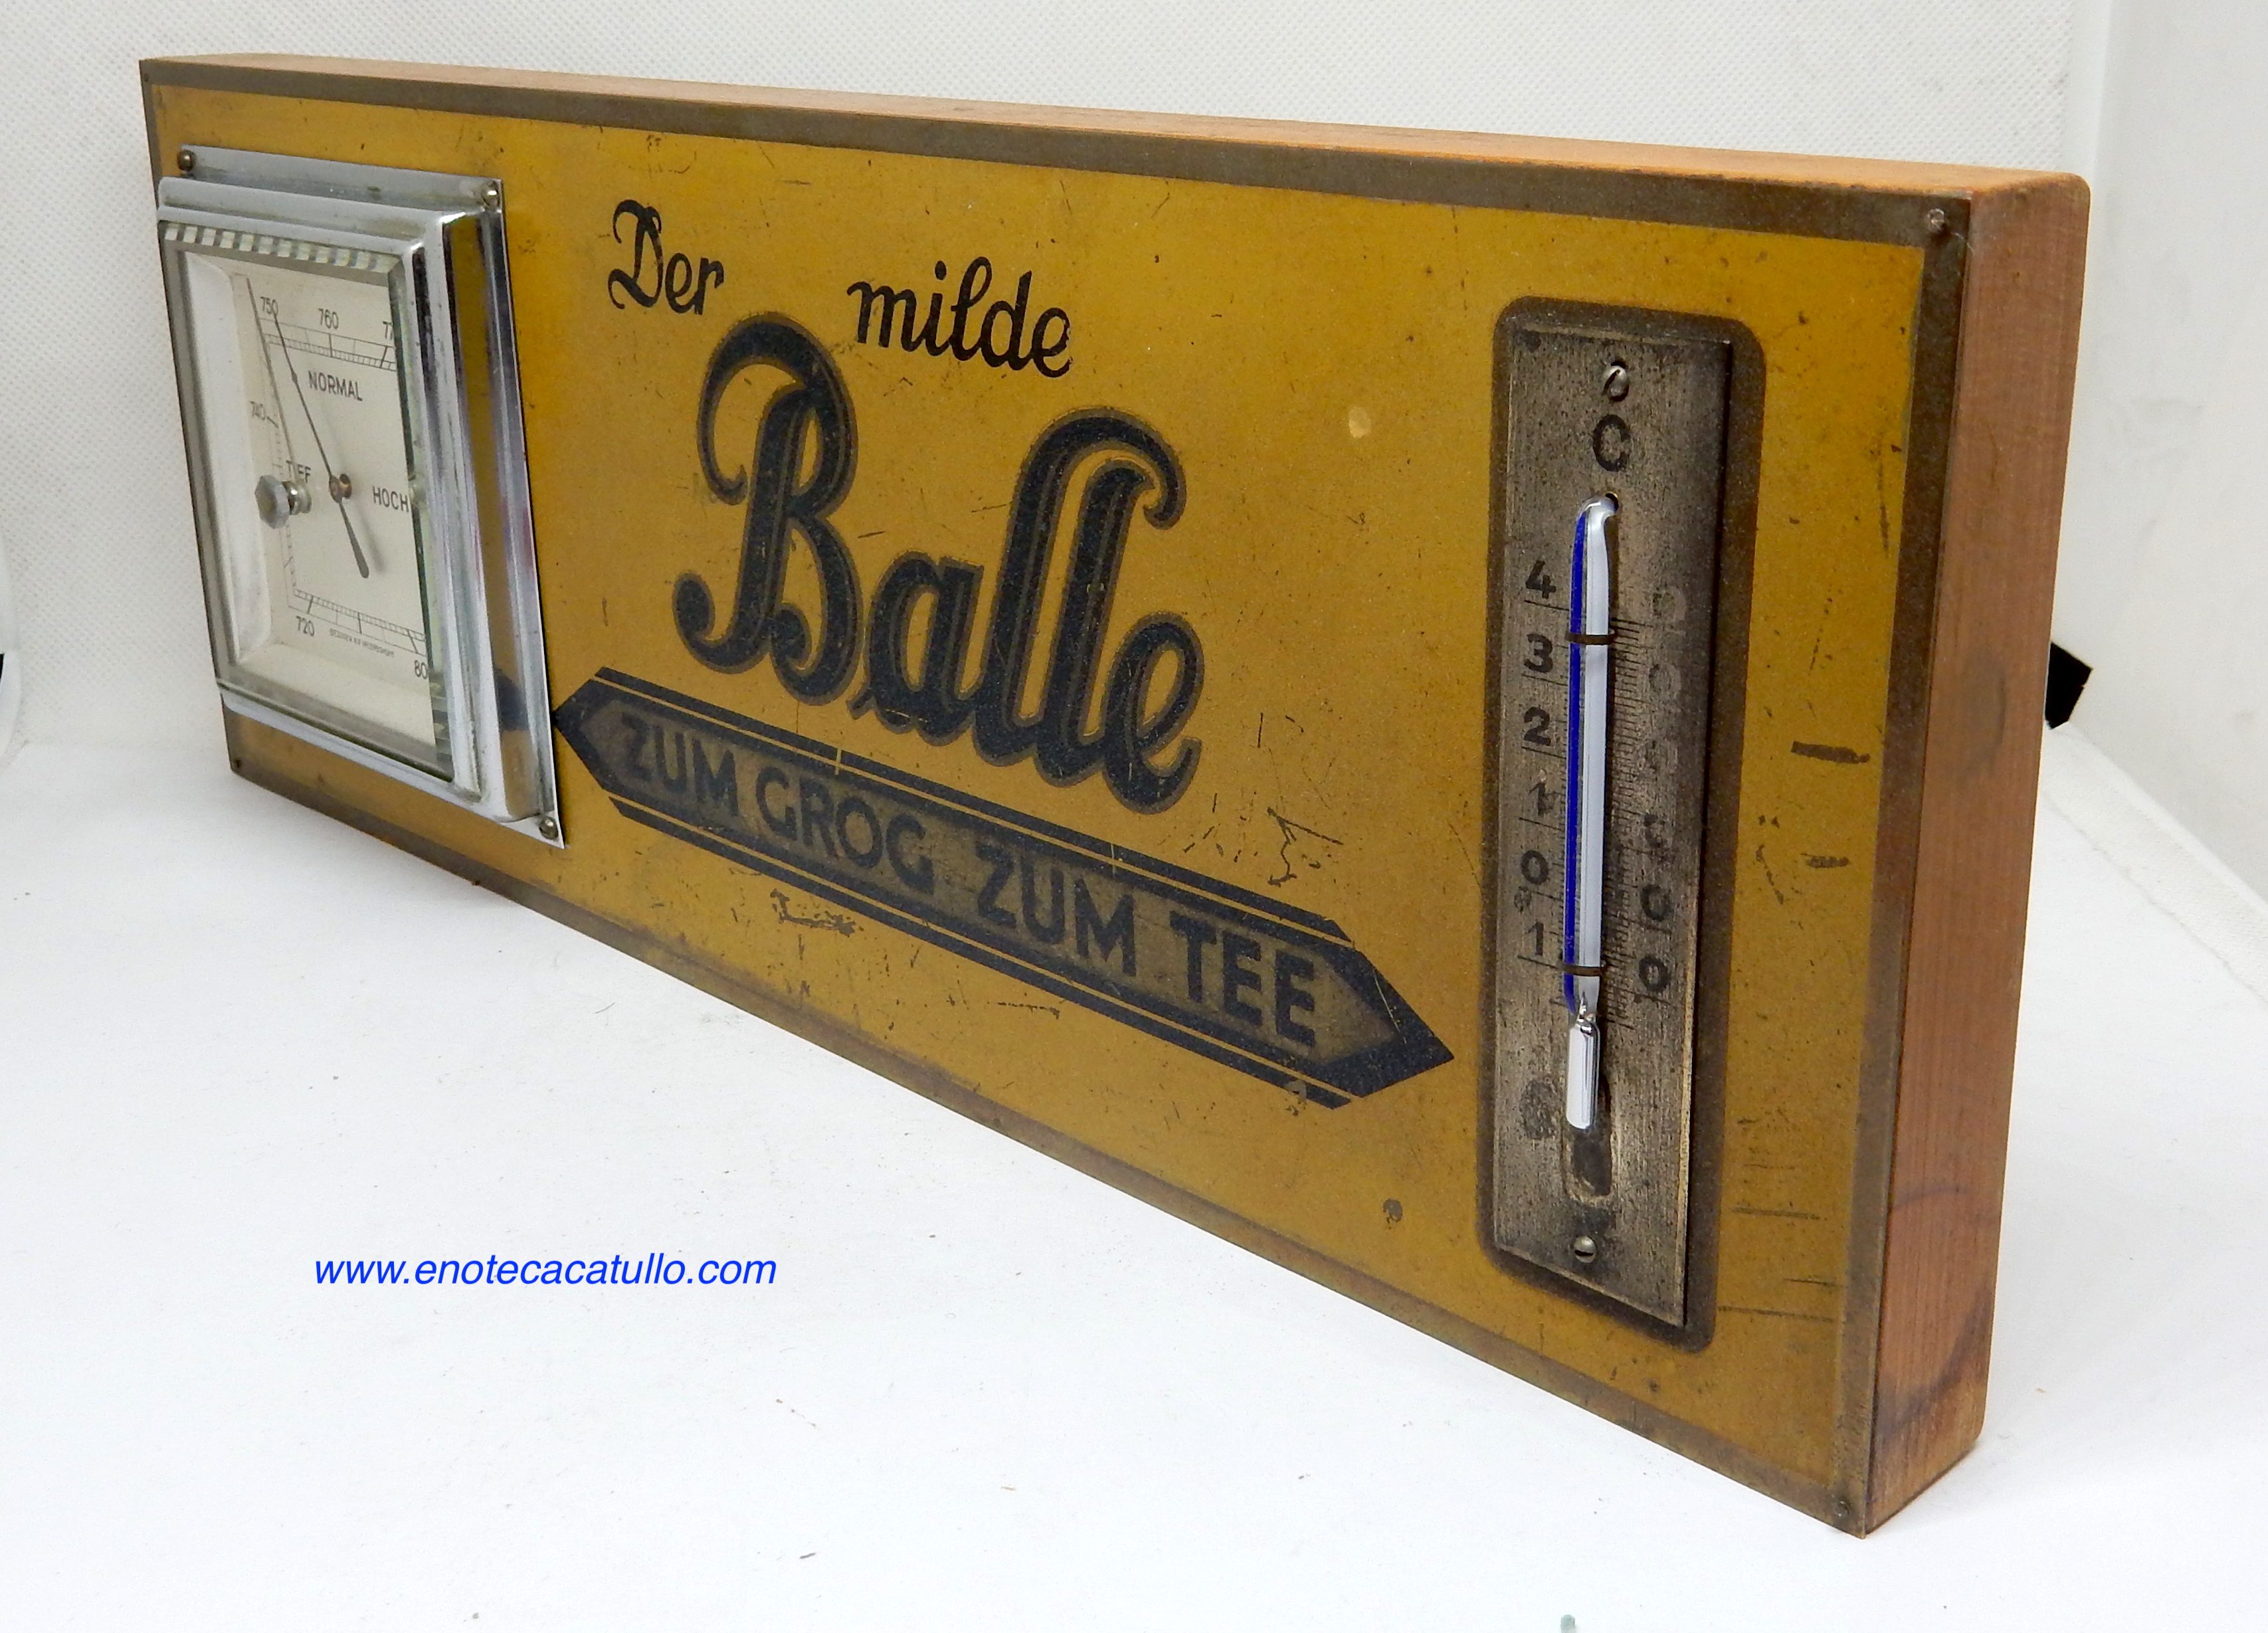 Der milde
Balle
ZUM GROG ZUM TEE
750 760
740
NORMAL
HOCH
720
C
4
3
2
1
0
1
www.enotecacatullo.com